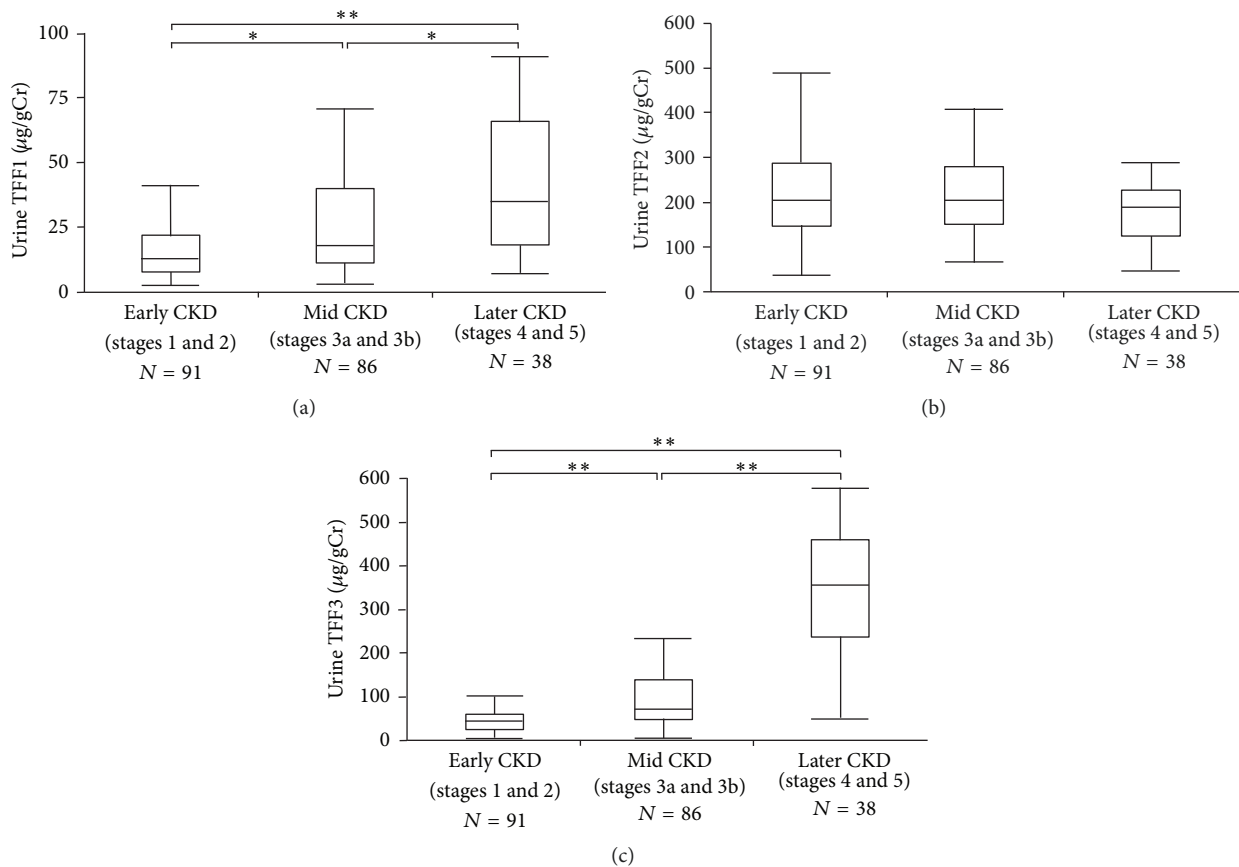 **
*
*
100
75
50
25
0
Urine TFF1 (μg/gCr)
Early CKD
(stages 1 and 2)
N = 91
Mid CKD
(stages 3a and 3b)
N = 86
Later CKD
(stages 4 and 5)
N = 38
(a)
600
500
400
300
200
100
0
Urine TFF2 (μg/gCr)
Early CKD
(stages 1 and 2)
N = 91
Mid CKD
(stages 3a and 3b)
N = 86
Later CKD
(stages 4 and 5)
N = 38
(b)
**
**
**
600
500
400
300
200
100
0
Urine TFF3 (μg/gCr)
Early CKD
(stages 1 and 2)
N = 91
Mid CKD
(stages 3a and 3b)
N = 86
Later CKD
(stages 4 and 5)
N = 38
(c)